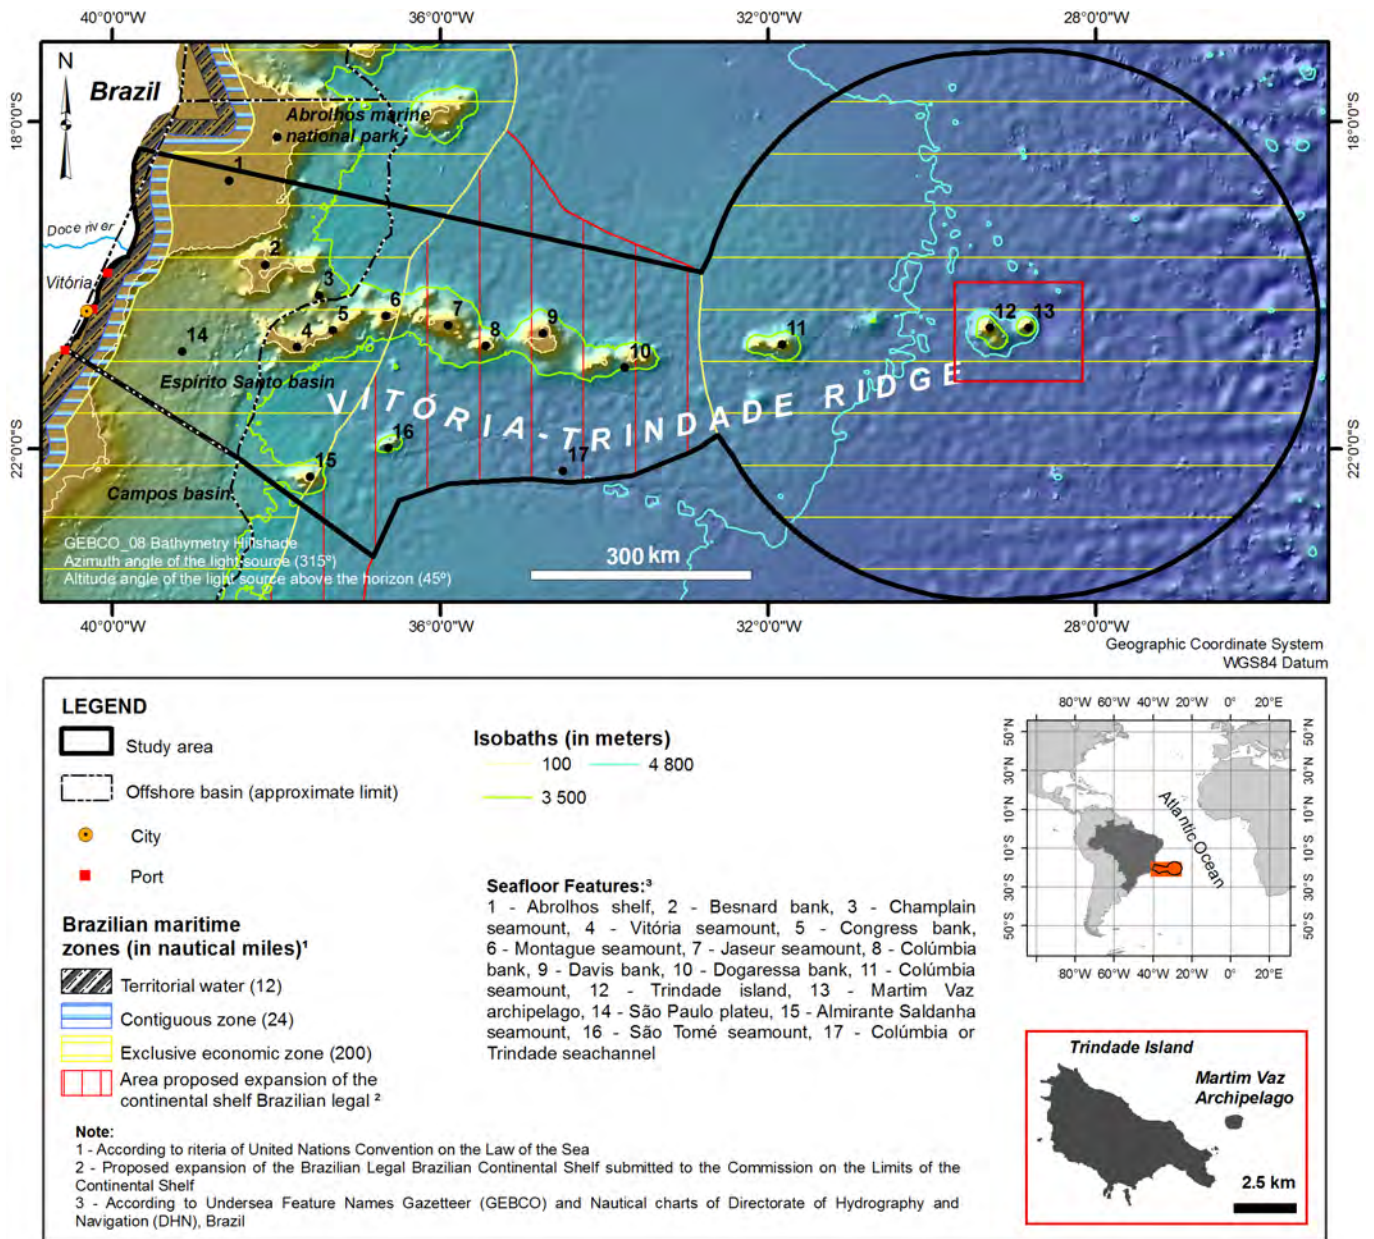 40°0'0"W 36°0'0"W 32°0'0"W 28°0'0"W
18°0'0"S
18°0'0"S
22°0'0"S
22°0'0"S
N
Brazil
Abrolhos marine
national park
1
Doce river
2
Vitória
3
6
12
13
5
7
9
4
8
11
14
10
Espírito Santo basin
VITÓRIA-TRINDADE RIDGE
16
15
17
Campos basin
GEBCO_08 Bathymetry Hillshade
Azimuth angle of the light source (315º)
Altitude angle of the light source above the horizon (45º)
300 km
40°0'0"W 36°0'0"W 32°0'0"W 28°0'0"W
Geographic Coordinate System
WGS84 Datum
LEGEND
Study area
Offshore basin (approximate limit)
City
Port
Brazilian maritime
zones (in nautical miles)¹
Territorial water (12)
Contiguous zone (24)
Exclusive economic zone (200)
Area proposed expansion of the
continental shelf Brazilian legal ²
Isobaths (in meters)
100 4 800
3 500
Seafloor Features:³
1 - Abrolhos shelf, 2 - Besnard bank, 3 - Champlain
seamount, 4 - Vitória seamount, 5 - Congress bank,
6 - Montague seamount, 7 - Jaseur seamount, 8 - Colúmbia
bank, 9 - Davis bank, 10 - Dogaressa bank, 11 - Colúmbia
seamount, 12 - Trindade island, 13 - Martim Vaz
archipelago, 14 - São Paulo plateu, 15 - Almirante Saldanha
seamount, 16 - São Tomé seamount, 17 - Colúmbia or
Trindade seachannel
80°W 60°W 40°W 20°W 0° 20°E
50°N 50°N
30°N 30°N
10°N 10°N
10°S 10°S
30°S 30°S
50°S 50°S
Atlantic Ocean
80°W 60°W 40°W 20°W 0° 20°E
Trindade Island
Martim Vaz
Archipelago
2.5 km
Note:
1 - According to riteria of United Nations Convention on the Law of the Sea
2 - Proposed expansion of the Brazilian Legal Brazilian Continental Shelf submitted to the Commission on the Limits of the
Continental Shelf
3 - According to Undersea Feature Names Gazetteer (GEBCO) and Nautical charts of Directorate of Hydrography and
Navigation (DHN), Brazil